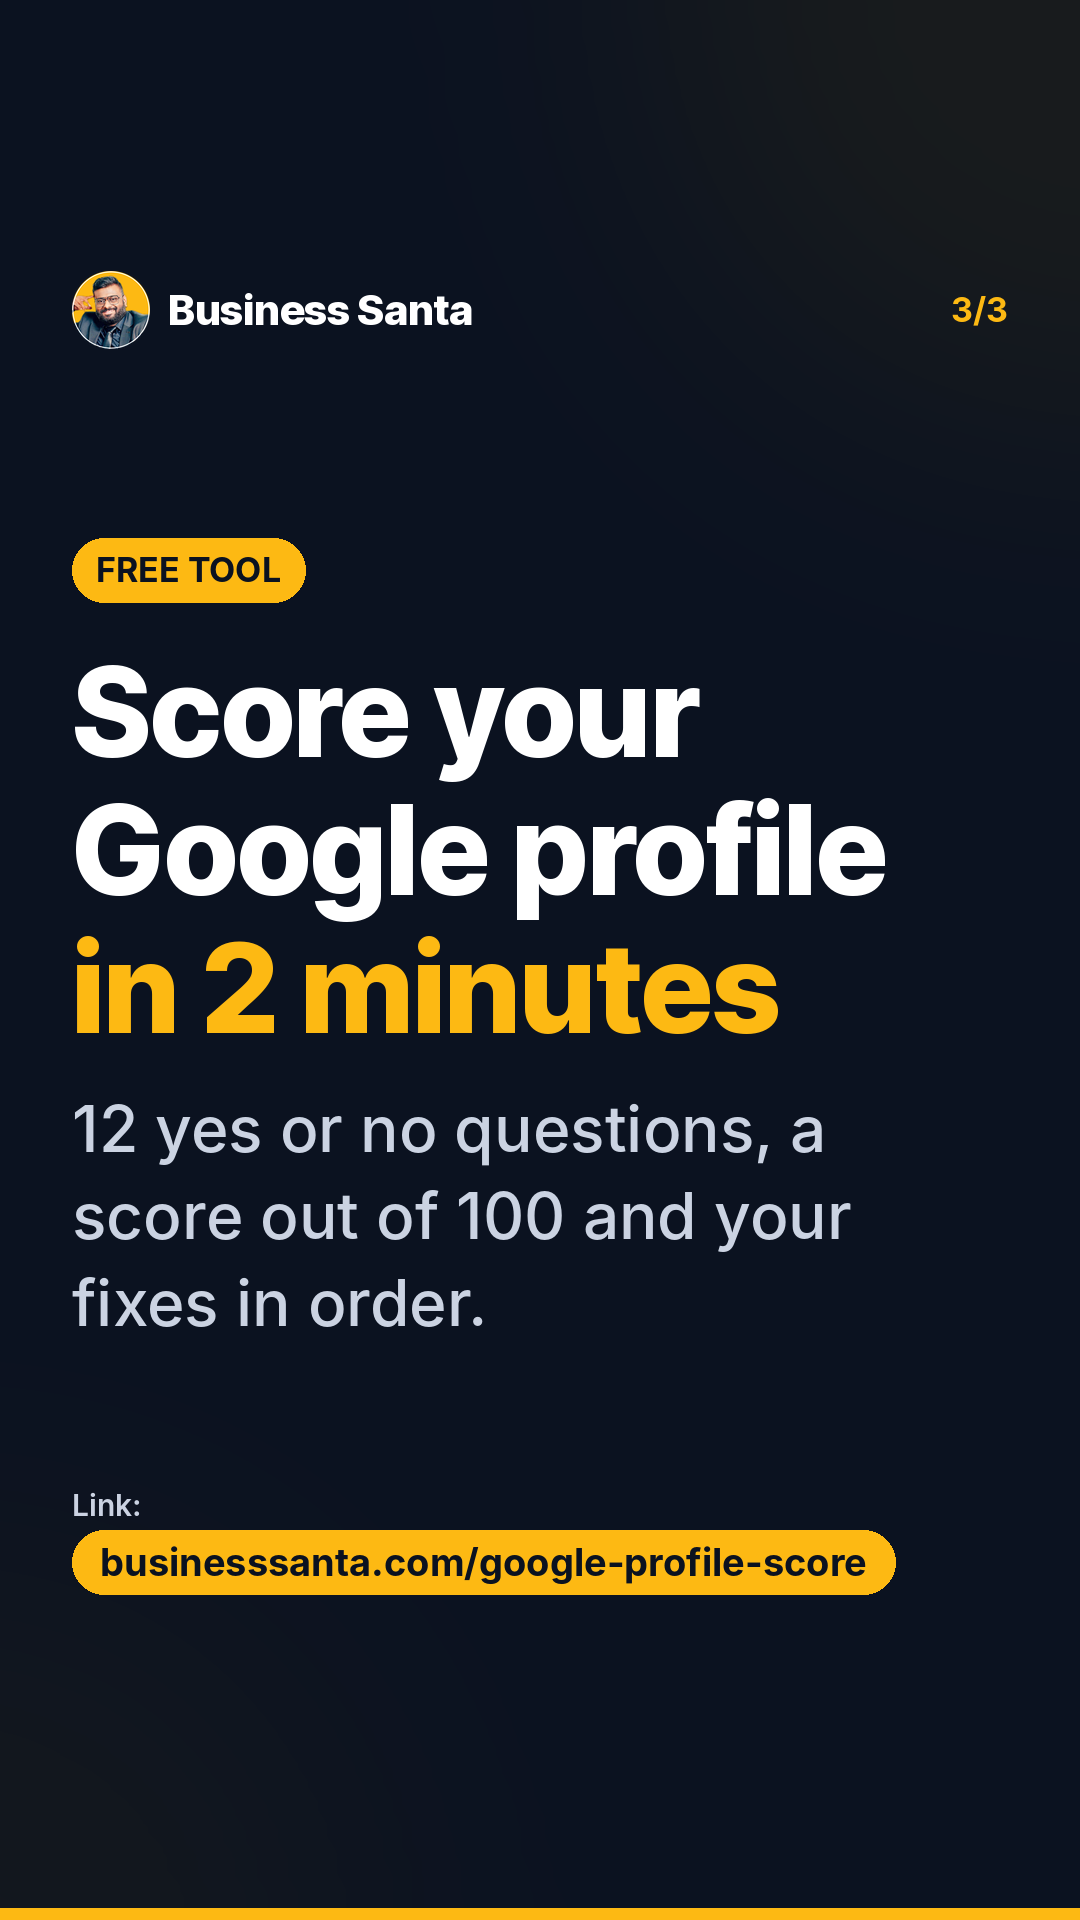 Business Santa
3/3
FREE TOOL
Score your
Google profile
in 2 minutes
12 yes or no questions, a
score out of 100 and your
fixes in order.
Link:
businesssanta.com/google-profile-score